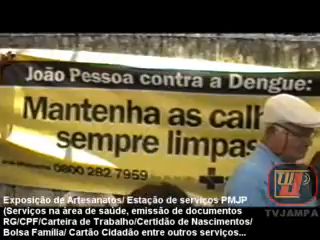 João Pessoa contra a Dengue:
Mantenha as calh
sempre limpas
0800 282 7959
Exposição de Artesanatos/ Estação de serviços PMJP
(Serviços na área de saúde, emissão de documentos
RG/CPF/Carteira de Trabalho/Certidão de Nascimentos/
Bolsa Família/ Cartão Cidadão entre outros serviços...
TVJAMPA